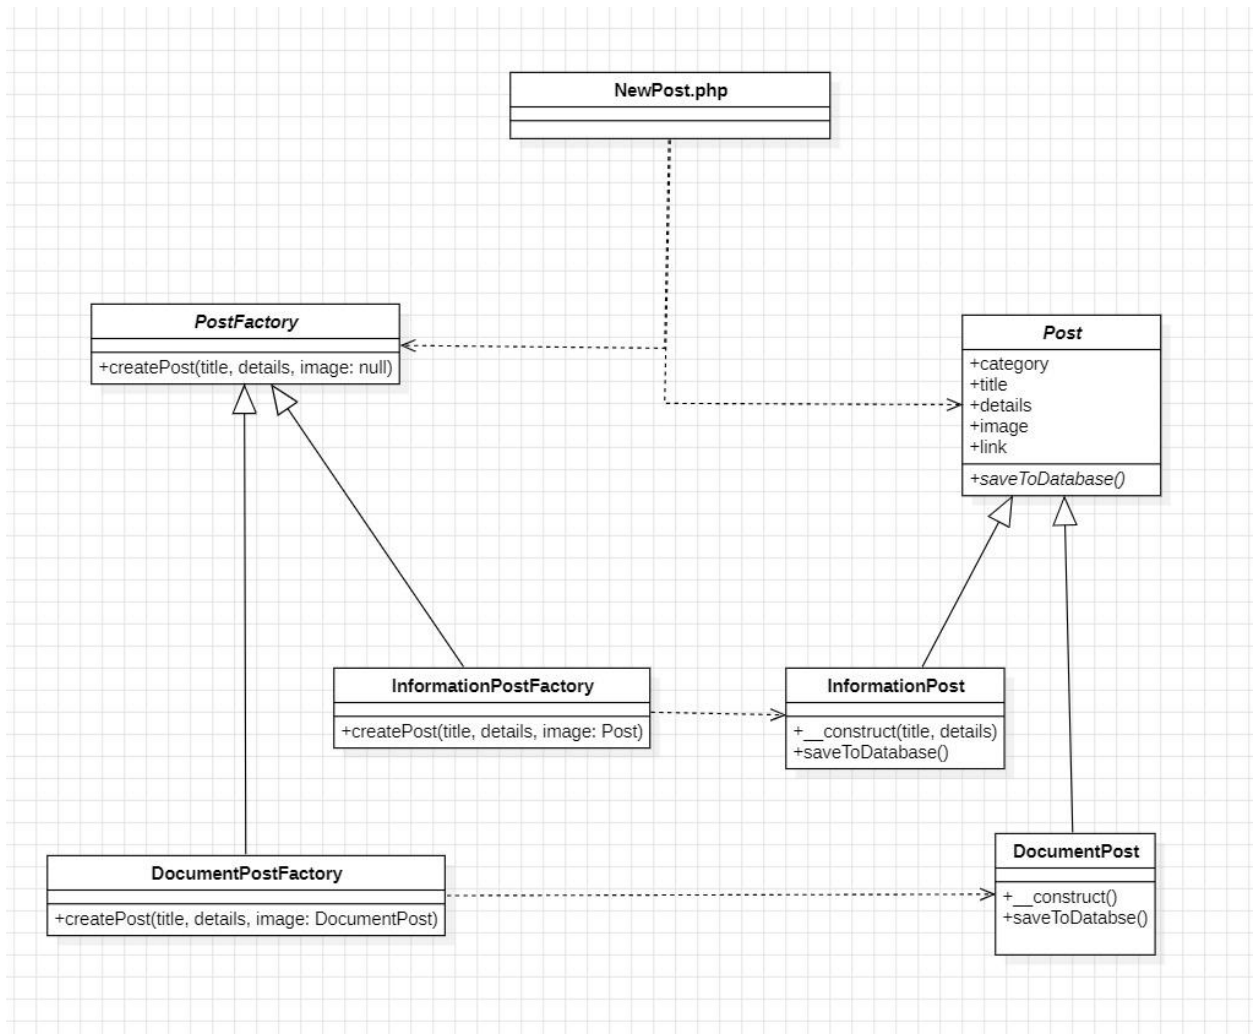 NewPost.php
PostFactory
+createPost(title, details, image: null)
Post
+category
+title
+details
+image
+link
+saveToDatabase()
InformationPostFactory
+createPost(title, details, image: Post)
InformationPost
+__construct(title, details)
+saveToDatabase()
DocumentPostFactory
+createPost(title, details, image: DocumentPost)
DocumentPost
+__construct()
+saveToDatabse()